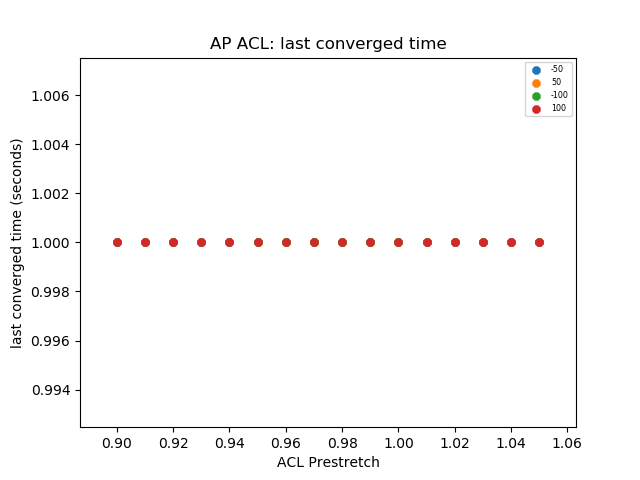 AP ACL: last converged time
-50
50
-100
100
1.006
1.004
1.002
1.000
0.998
0.996
0.994
last converged time (seconds)
0.90 0.92 0.94 0.96 0.98 1.00 1.02 1.04 1.06
ACL Prestretch